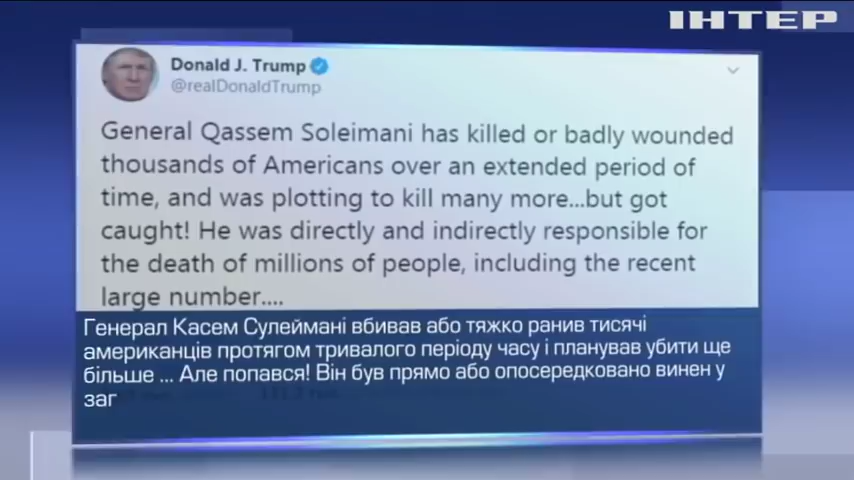 ІНТЕР
Donald J. Trump
@realDonaldTrump
General Qassem Soleimani has killed or badly wounded
thousands of Americans over an extended period of
time, and was plotting to kill many more...but got
caught! He was directly and indirectly responsible for
the death of millions of people, including the recent
large number....
Генерал Касем Сулеймані вбивав або тяжко ранив тисячі
американців протягом тривалого періоду часу і планував убити ще
більше ... Але попався! Він був прямо або опосередковано винен у
заг